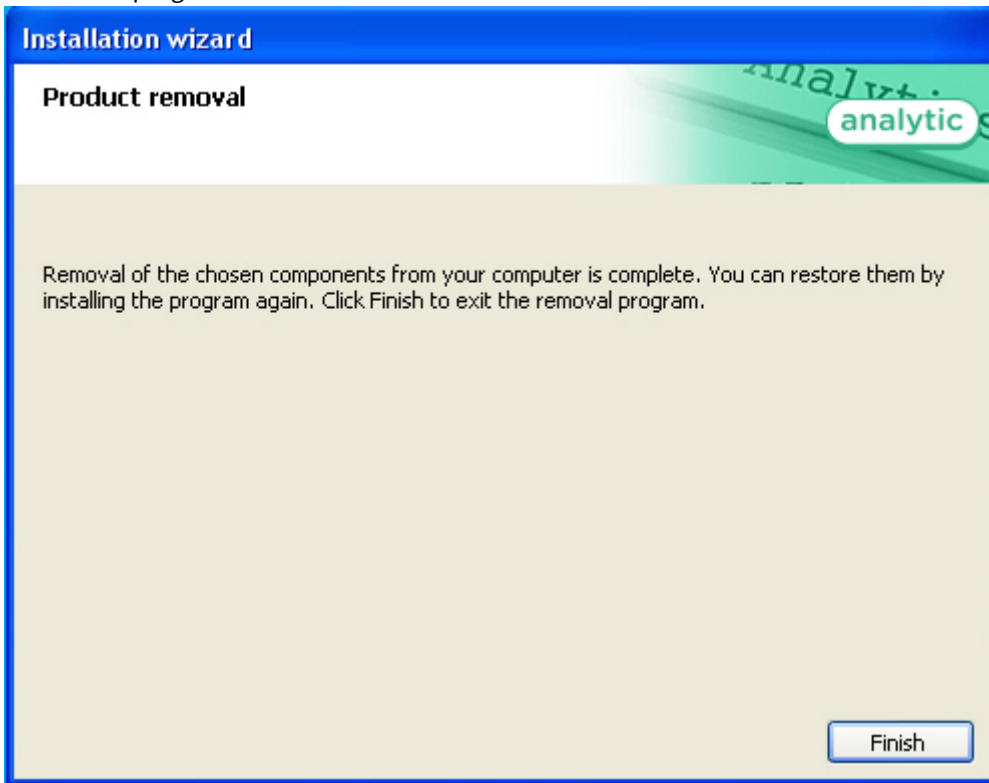 Installation wizard
Product removal
Analytics
analytic
Removal of the chosen components from your computer is complete. You can restore them by
installing the program again. Click Finish to exit the removal program.
Finish